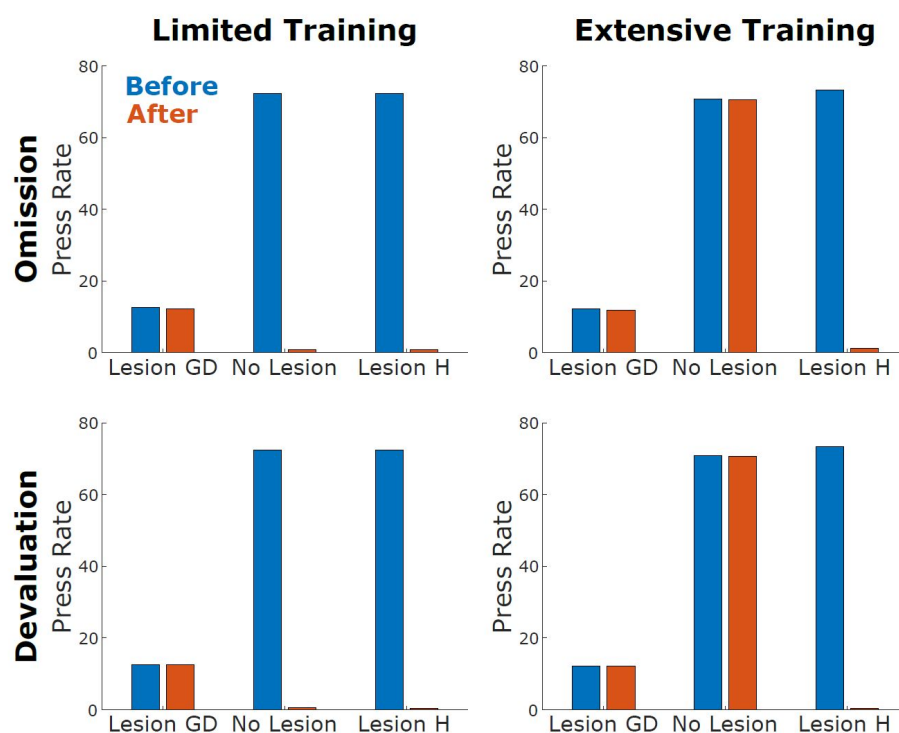 Limited Training
Extensive Training
Omission
Press Rate
80
60
40
20
0
Before
After
Lesion GD No Lesion Lesion H
Press Rate
80
60
40
20
0
Lesion GD No Lesion Lesion H
Devaluation
Press Rate
80
60
40
20
0
Lesion GD No Lesion Lesion H
Press Rate
80
60
40
20
0
Lesion GD No Lesion Lesion H